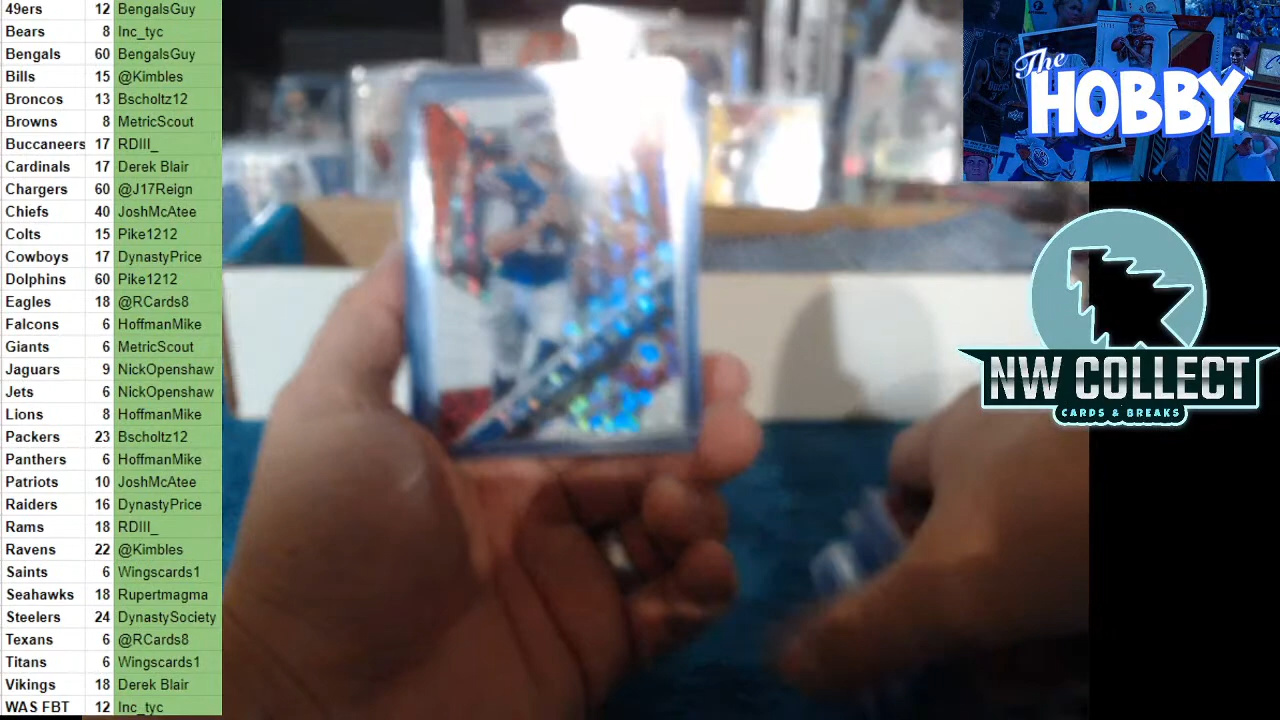 49ers 12 BengalsGuy
Bears 8 Inc_tyc
Bengals 60 BengalsGuy
Bills 15 @Kimbles
Broncos 13 Bscholtz12
Browns 8 MetricScout
Buccaneers 17 RDIII_
Cardinals 17 Derek Blair
Chargers 60 @J17Reign
Chiefs 40 JoshMcAtee
Colts 15 Pike1212
Cowboys 17 DynastyPrice
Dolphins 60 Pike1212
Eagles 18 @RCards8
Falcons 6 HoffmanMike
Giants 6 MetricScout
Jaguars 9 NickOpenshaw
Jets 6 NickOpenshaw
Lions 8 HoffmanMike
Packers 23 Bscholtz12
Panthers 6 HoffmanMike
Patriots 10 JoshMcAtee
Raiders 16 DynastyPrice
Rams 18 RDIII_
Ravens 22 @Kimbles
Saints 6 Wingscards1
Seahawks 18 Rupertmagma
Steelers 24 DynastySociety
Texans 6 @RCards8
Titans 6 Wingscards1
Vikings 18 Derek Blair
WAS FBT 12 Inc_tyc
The
HOBBY
NW COLLECT
CARDS & BREAKS